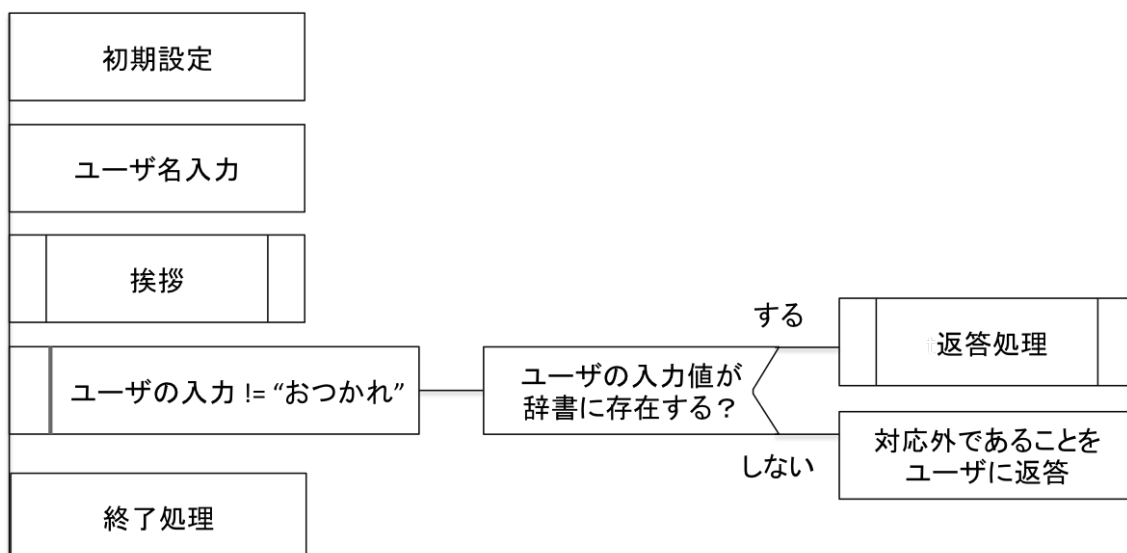 初期設定
ユーザ名入力
挨拶
ユーザの入力 != “おつかれ”
ユーザの入力値が
辞書に存在する？
する
返答処理
しない
対応外であることを
ユーザに返答
終了処理